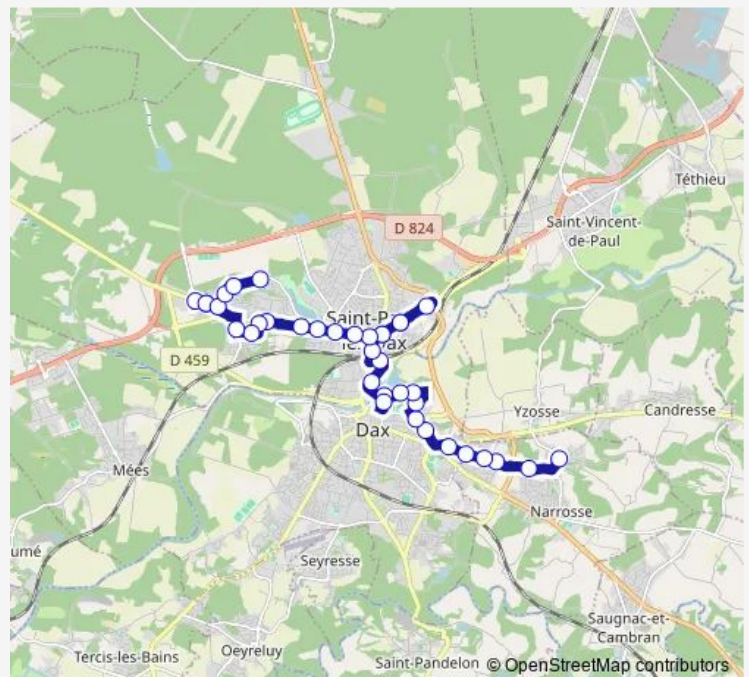 Téthieu
Saint-Vincent-
de-Paul
D 824
Saint-P
D 459
Yzosse
Candresse
Dax
Mées
Narrosse
umé
Seyresse
Saugnac-et-
Cambran
Oeyreluy
Tercis-les-Bains
Saint-Pandelon
© OpenStreetMap contributors